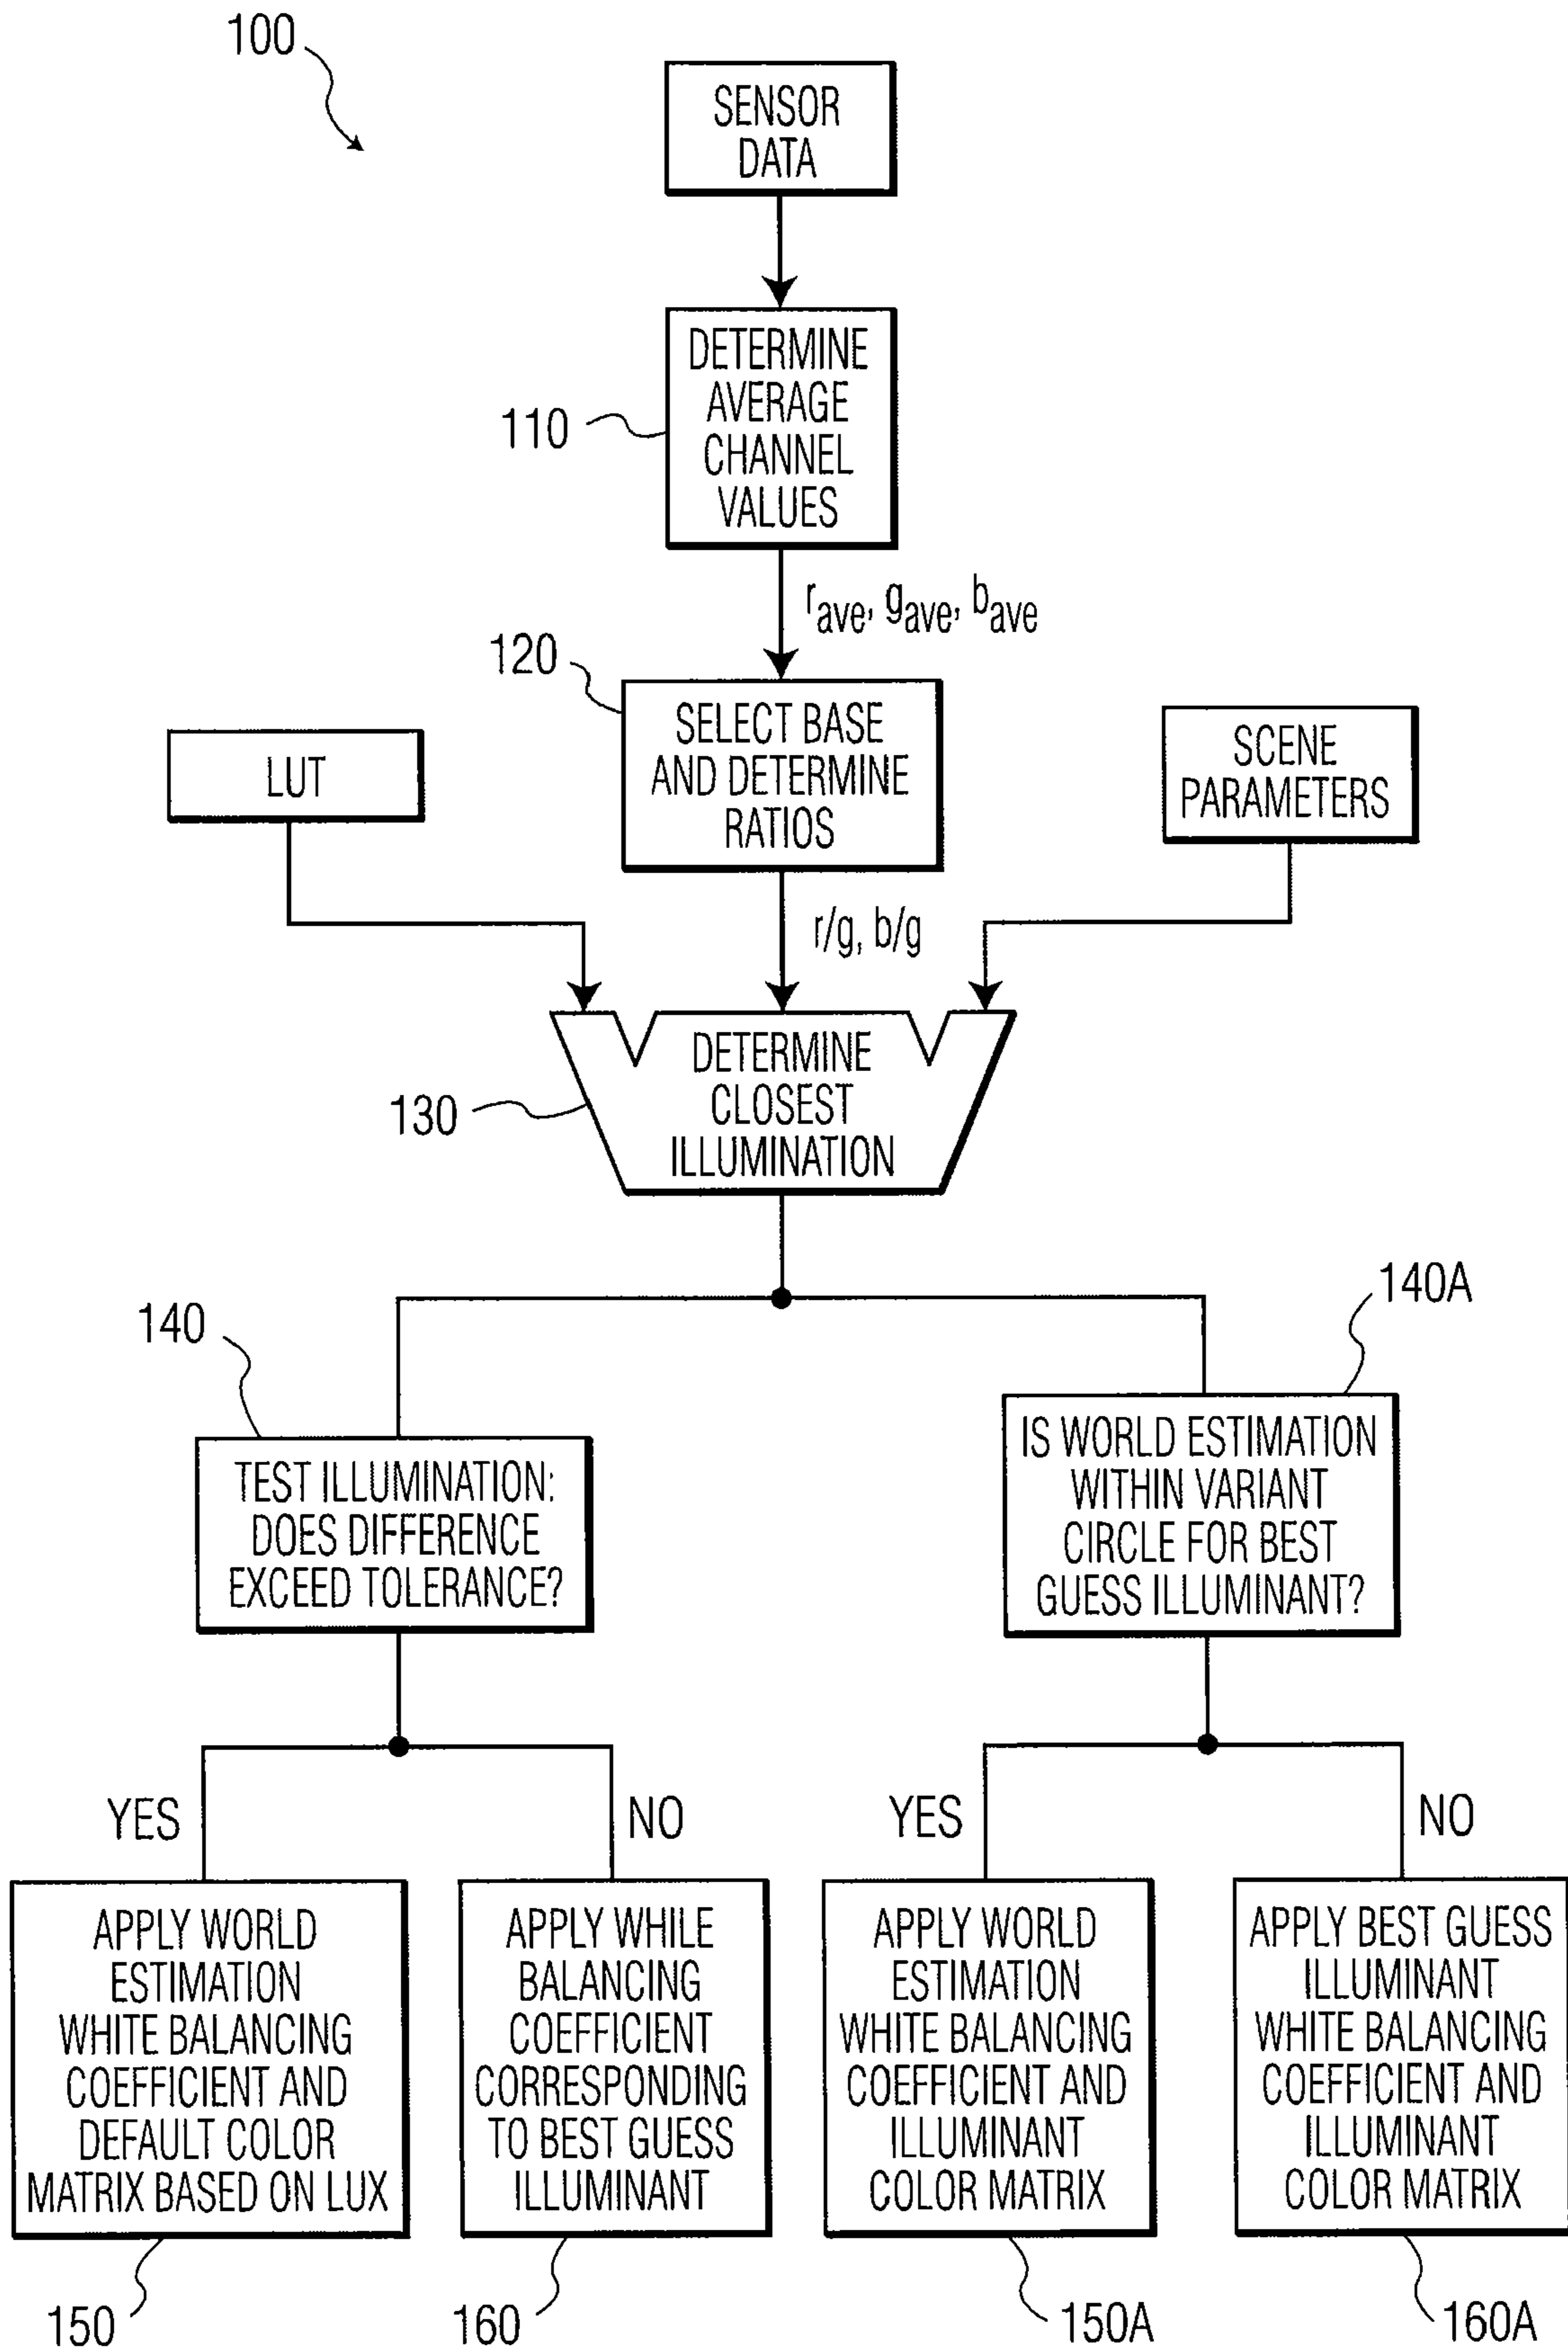 100
SENSOR
DATA
110
DETERMINE
AVERAGE
CHANNEL
VALUES
rave, gave, bave
120
SELECT BASE
AND DETERMINE
RATIOS
LUT
SCENE
PARAMETERS
r/g, b/g
130
DETERMINE
CLOSEST
ILLUMINATION
140
TEST ILLUMINATION:
DOES DIFFERENCE
EXCEED TOLERANCE?
140A
IS WORLD ESTIMATION
WITHIN VARIANT
CIRCLE FOR BEST
GUESS ILLUMINANT?
YES
NO
YES
NO
APPLY WORLD
ESTIMATION
WHITE BALANCING
COEFFICIENT AND
DEFAULT COLOR
MATRIX BASED ON LUX
APPLY WHILE
BALANCING
COEFFICIENT
CORRESPONDING
TO BEST GUESS
ILLUMINANT
APPLY WORLD
ESTIMATION
WHITE BALANCING
COEFFICIENT AND
ILLUMINANT
COLOR MATRIX
APPLY BEST GUESS
ILLUMINANT
WHITE BALANCING
COEFFICIENT AND
ILLUMINANT
COLOR MATRIX
150
160
150A
160A